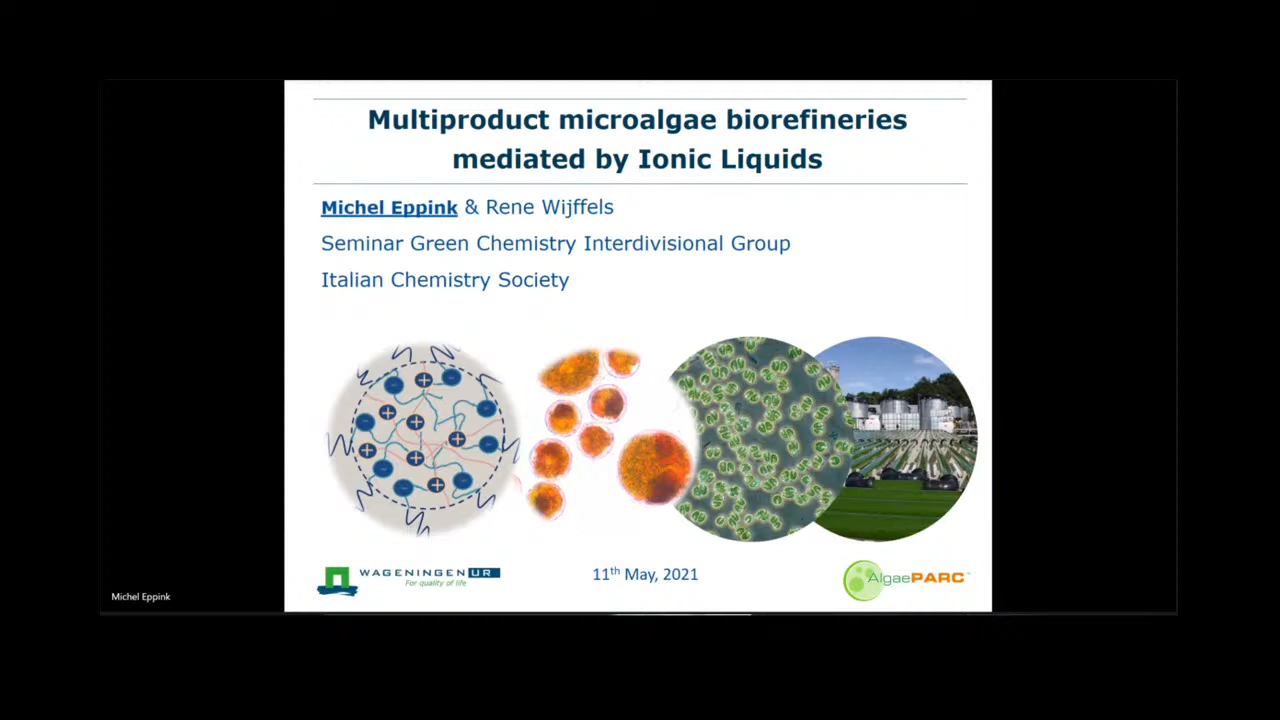 Multiproduct microalgae biorefineries
mediated by Ionic Liquids
Michel Eppink & Rene Wijffels
Seminar Green Chemistry Interdivisional Group
Italian Chemistry Society
WAGENINGEN UR
For quality of life
11th May, 2021
AlgaePARC™
Michel Eppink